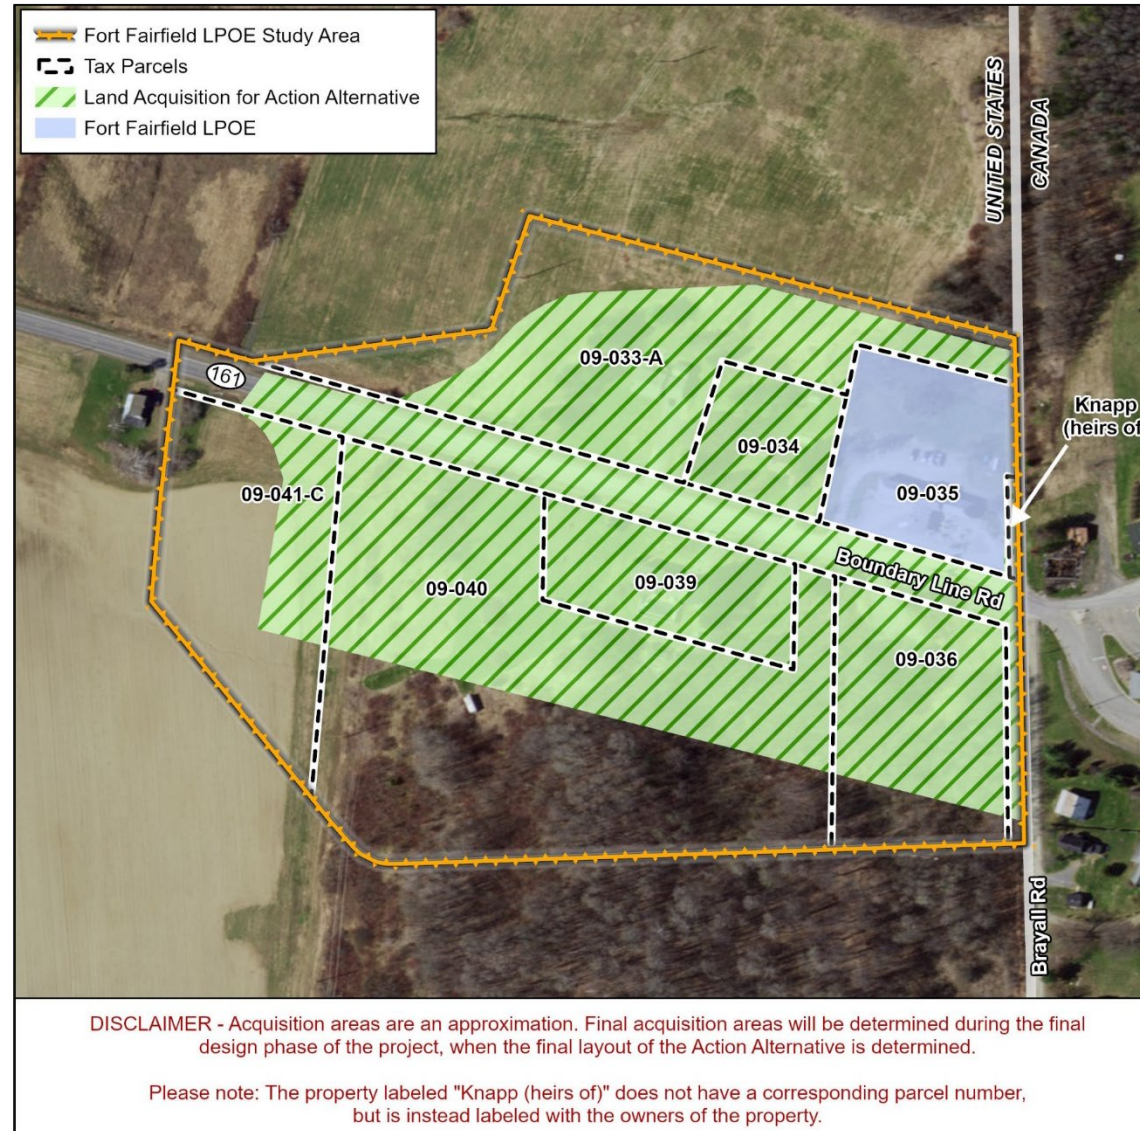 Fort Fairfield LPOE Study Area
Tax Parcels
Land Acquisition for Action Alternative
Fort Fairfield LPOE
UNITED STATES
CANADA
161
09-033-A
09-034
09-035
Knapp
(heirs of
09-041-C
09-040
09-039
Boundary Line Rd
09-036
Brayall Rd
DISCLAIMER - Acquisition areas are an approximation. Final acquisition areas will be determined during the final
design phase of the project, when the final layout of the Action Alternative is determined.
Please note: The property labeled "Knapp (heirs of)" does not have a corresponding parcel number,
but is instead labeled with the owners of the property.